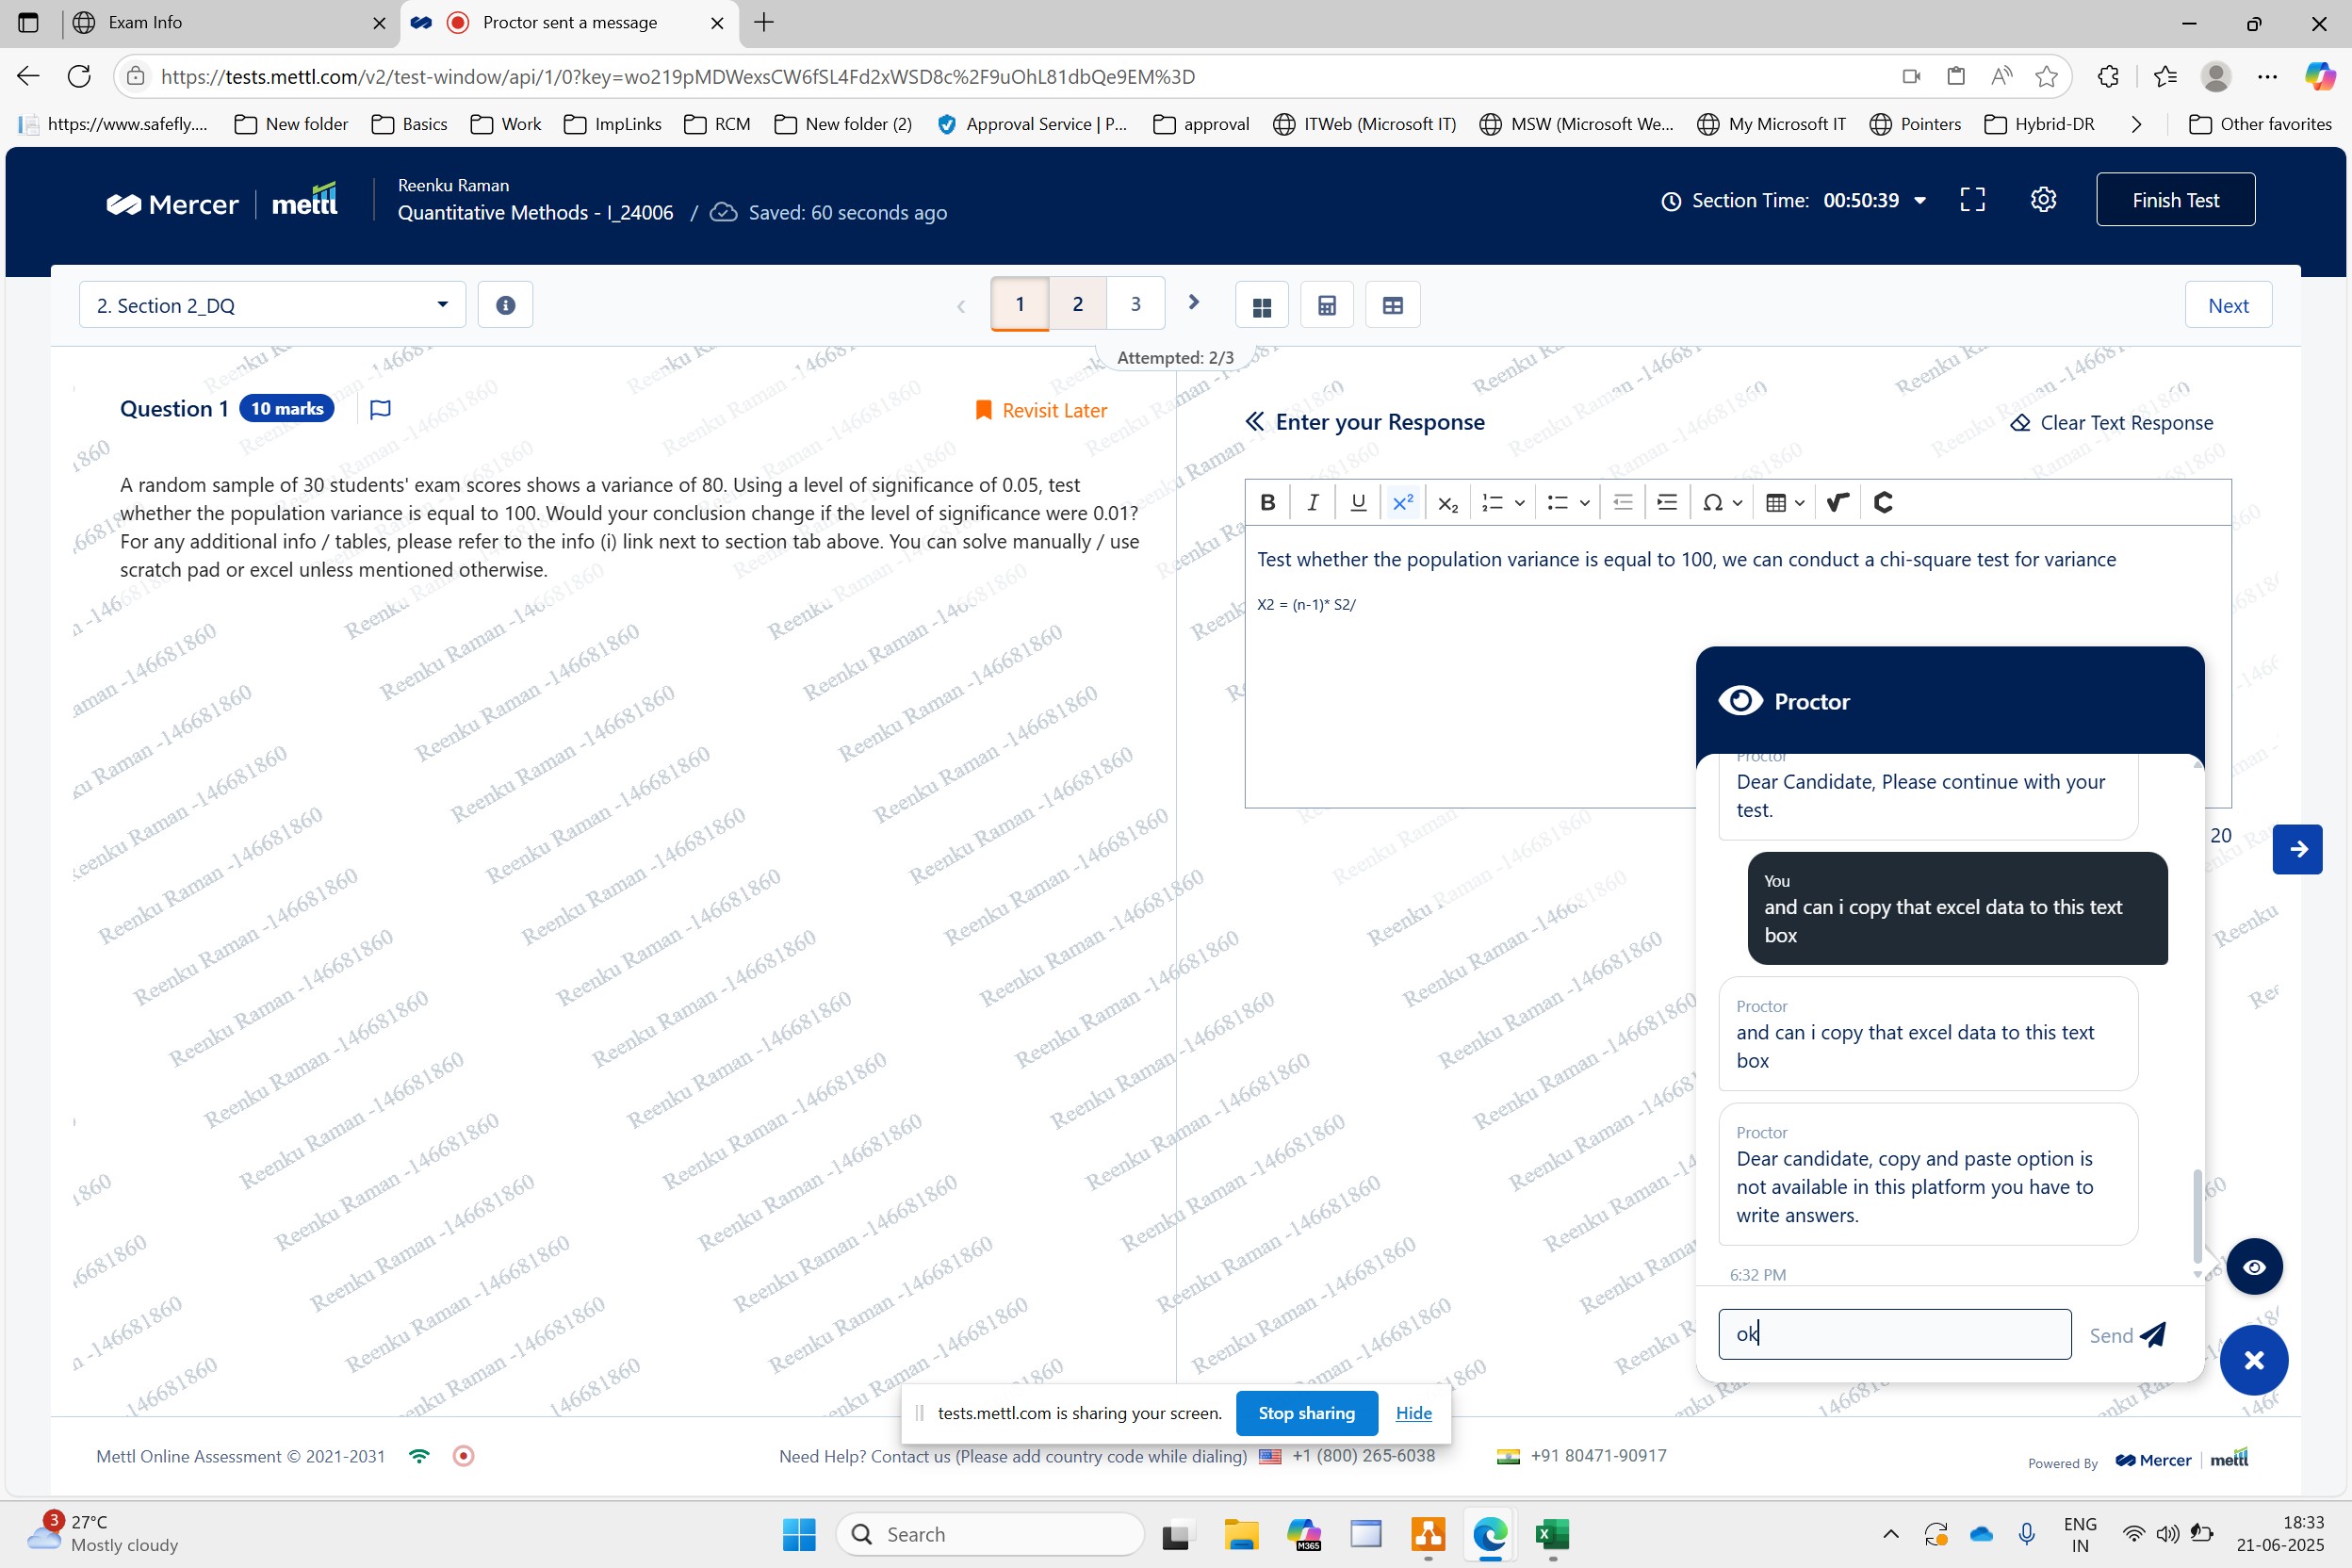 Exam Info
Proctor sent a message
https://tests.mettl.com/v2/test-window/api/1/0?key=wo219pMDWexsCW6fSL4Fd2xWSD8c%2F9uOhL81dbQe9EM%3D
https://www.safefly.... New folder Basics Work ImpLinks RCM New folder (2) Approval Service | P... approval ITWeb (Microsoft IT) MSW (Microsoft We... My Microsoft IT Pointers Hybrid-DR Other favorites
Mercer mettl
Reenku Raman
Quantitative Methods - I_24006 / Saved: 60 seconds ago
Section Time: 00:50:39
Finish Test
2. Section 2_DQ
1 2 3
Next
Attempted: 2/3
Question 1 10 marks
Revisit Later
A random sample of 30 students' exam scores shows a variance of 80. Using a level of significance of 0.05, test
whether the population variance is equal to 100. Would your conclusion change if the level of significance were 0.01?
For any additional info / tables, please refer to the info (i) link next to section tab above. You can solve manually / use
scratch pad or excel unless mentioned otherwise.
Enter your Response
Clear Text Response
B I U X² X₂
Test whether the population variance is equal to 100, we can conduct a chi-square test for variance
X2 = (n-1)* S2/
20
Proctor
Proctor
Dear Candidate, Please continue with your
test.
You
and can i copy that excel data to this text
box
Proctor
and can i copy that excel data to this text
box
Proctor
Dear candidate, copy and paste option is
not available in this platform you have to
write answers.
6:32 PM
ok
Send
Reenku Raman -146681860
tests.mettl.com is sharing your screen. Stop sharing Hide
Mettl Online Assessment © 2021-2031
Need Help? Contact us (Please add country code while dialing) +1 (800) 265-6038 +91 80471-90917
Powered By Mercer mettl
3
27°C
Mostly cloudy
Search
M365
ENG
IN
18:33
21-06-2025